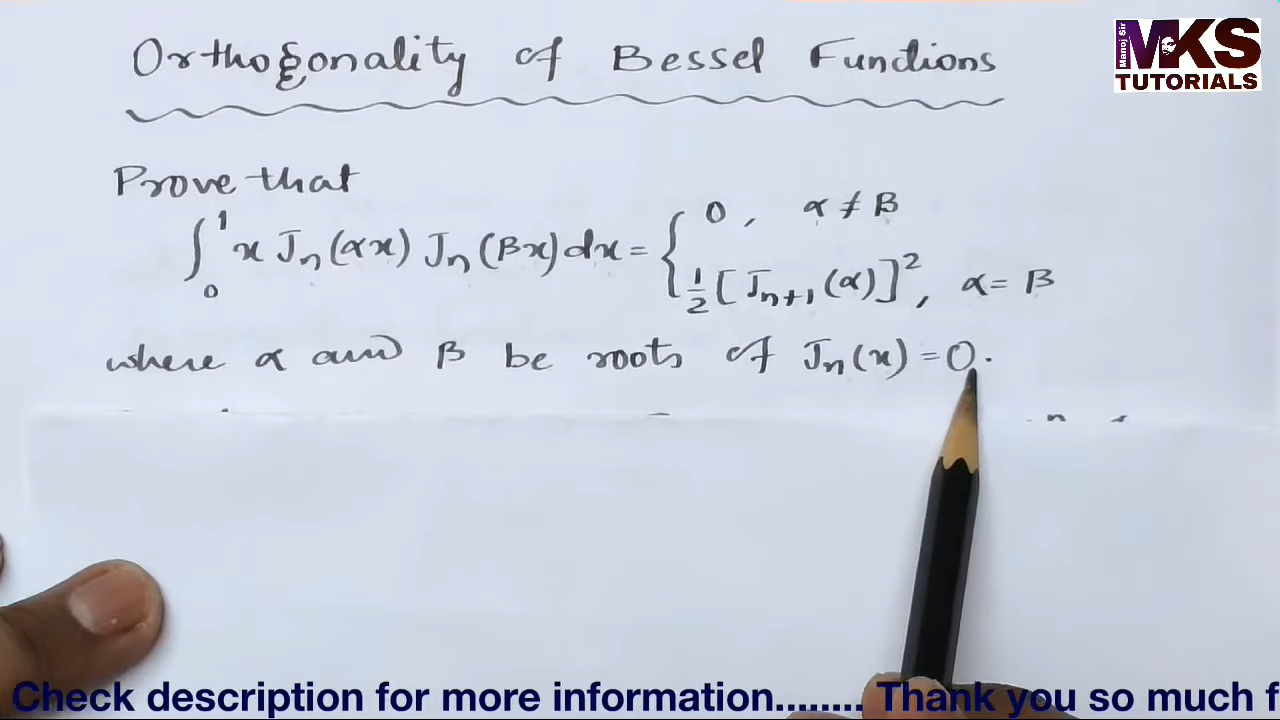 Orthogonality of Bessel Functions
Manoj Sir
MKS
TUTORIALS
Prove that
∫₀¹ x Jₙ(αx) Jₙ(βx) dx = { 0, α ≠ β
½ [Jₙ₊₁(α)]², α = β
where α and β be roots of Jₙ(x) = 0.
Check description for more information........ Thank you so much f